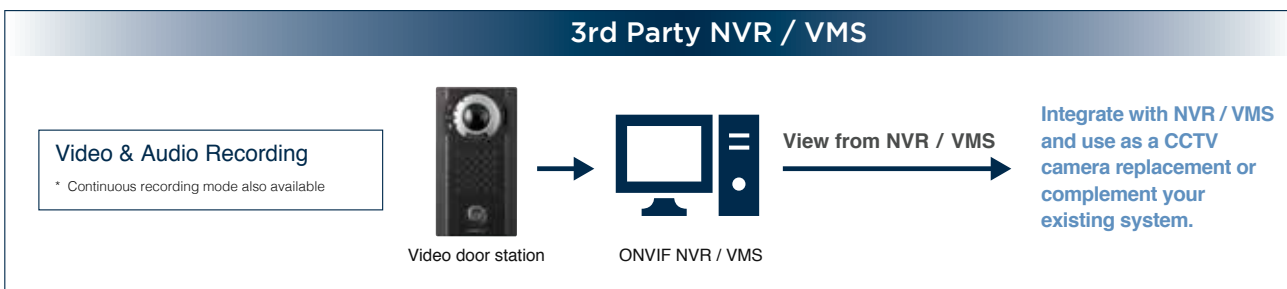 3rd Party NVR / VMS
Video & Audio Recording
* Continuous recording mode also available
Video door station
ONVIF NVR / VMS
View from NVR / VMS
Integrate with NVR / VMS
and use as a CCTV
camera replacement or
complement your
existing system.